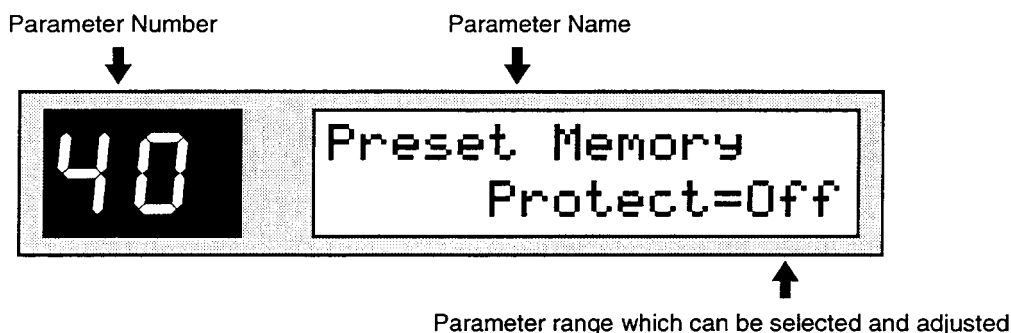 Parameter Number
Parameter Name
40
Preset Memory
Protect=Off
Parameter range which can be selected and adjusted